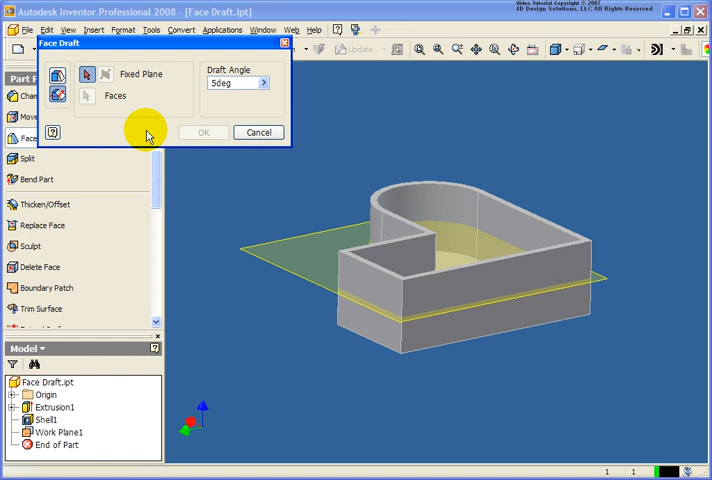 Autodesk Inventor Professional 2008 - [Face Draft.ipt]
Video Tutorial Copyright © 2007
4D Design Solutions, LLC All Rights Reserved
File Edit View Insert Format Tools Convert Applications Window Web Help
Update
Face Draft
Fixed Plane
Faces
Draft Angle
5deg
OK
Cancel
Part F
Chan
Move
Face
Split
Bend Part
Thicken/Offset
Replace Face
Sculpt
Delete Face
Boundary Patch
Trim Surface
Model
Face Draft.ipt
Origin
Extrusion1
Shell1
Work Plane1
End of Part
1 1